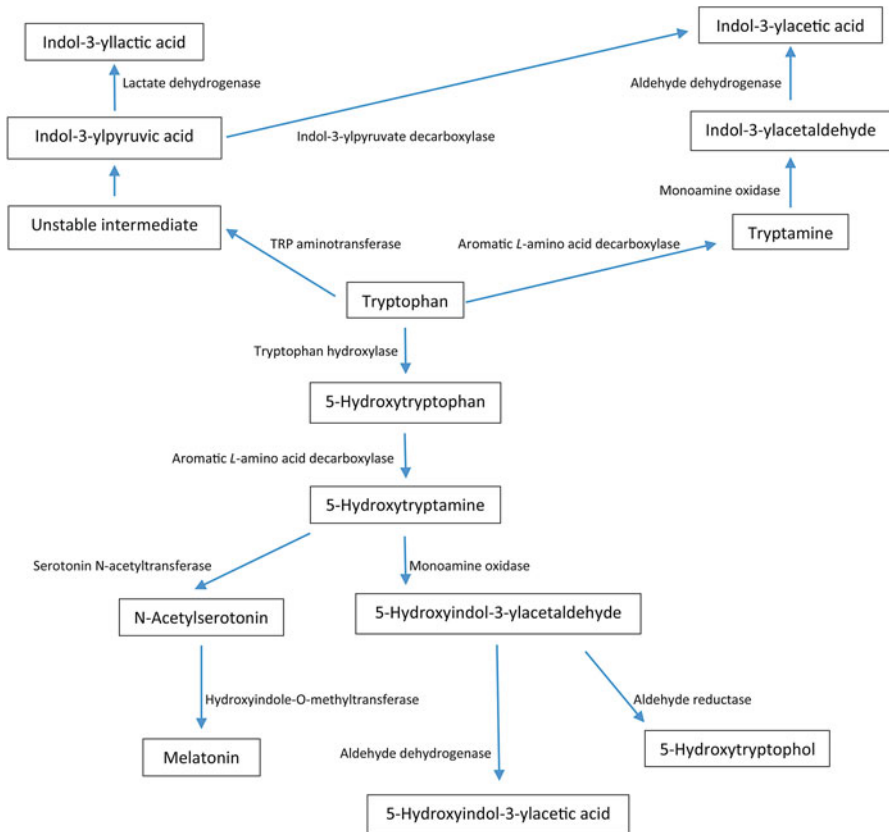 Indol-3-yllactic acid
Indol-3-ylacetic acid
Lactate dehydrogenase
Aldehyde dehydrogenase
Indol-3-ylpyruvic acid
Indol-3-ylpyruvate decarboxylase
Indol-3-ylacetaldehyde
Monoamine oxidase
Unstable intermediate
TRP aminotransferase
Aromatic L-amino acid decarboxylase
Tryptamine
Tryptophan
Tryptophan hydroxylase
5-Hydroxytryptophan
Aromatic L-amino acid decarboxylase
5-Hydroxytryptamine
Serotonin N-acetyltransferase
Monoamine oxidase
N-Acetylserotonin
5-Hydroxyindol-3-ylacetaldehyde
Hydroxyindole-O-methyltransferase
Aldehyde reductase
Melatonin
Aldehyde dehydrogenase
5-Hydroxytryptophol
5-Hydroxyindol-3-ylacetic acid